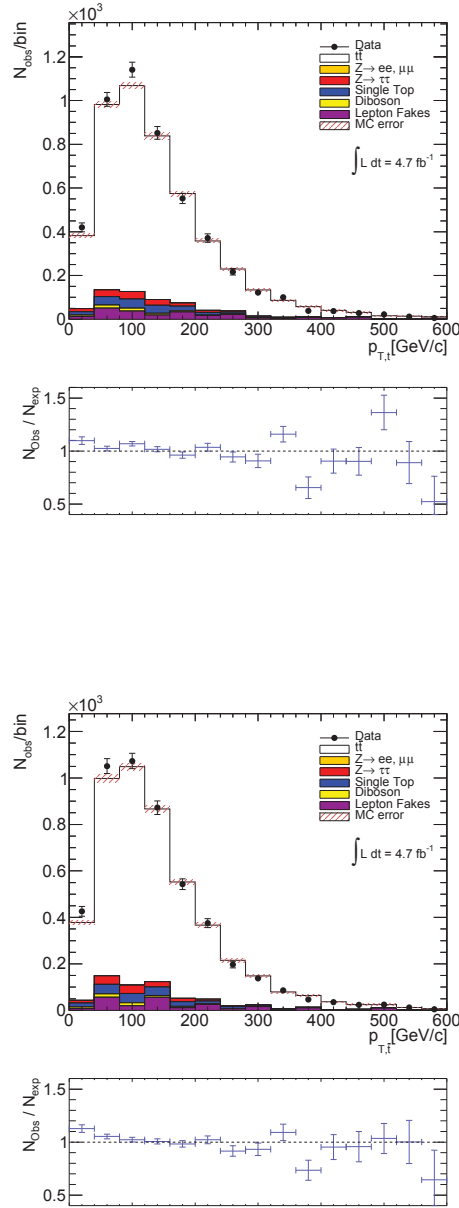 ×10³
N_obs/bin
Data
tt̄
Z→ ee, μμ
Z→ ττ
Single Top
Diboson
Lepton Fakes
MC error
∫ L dt = 4.7 fb⁻¹
1.2
1
0.8
0.6
0.4
0.2
0
0 100 200 300 400 500 600
p_T,t[GeV/c]
N_Obs / N_exp
1.5
1
0.5
×10³
N_obs/bin
Data
tt̄
Z→ ee, μμ
Z→ ττ
Single Top
Diboson
Lepton Fakes
MC error
∫ L dt = 4.7 fb⁻¹
1.2
1
0.8
0.6
0.4
0.2
0
0 100 200 300 400 500 600
p_T,t̄[GeV/c]
N_Obs / N_exp
1.5
1
0.5